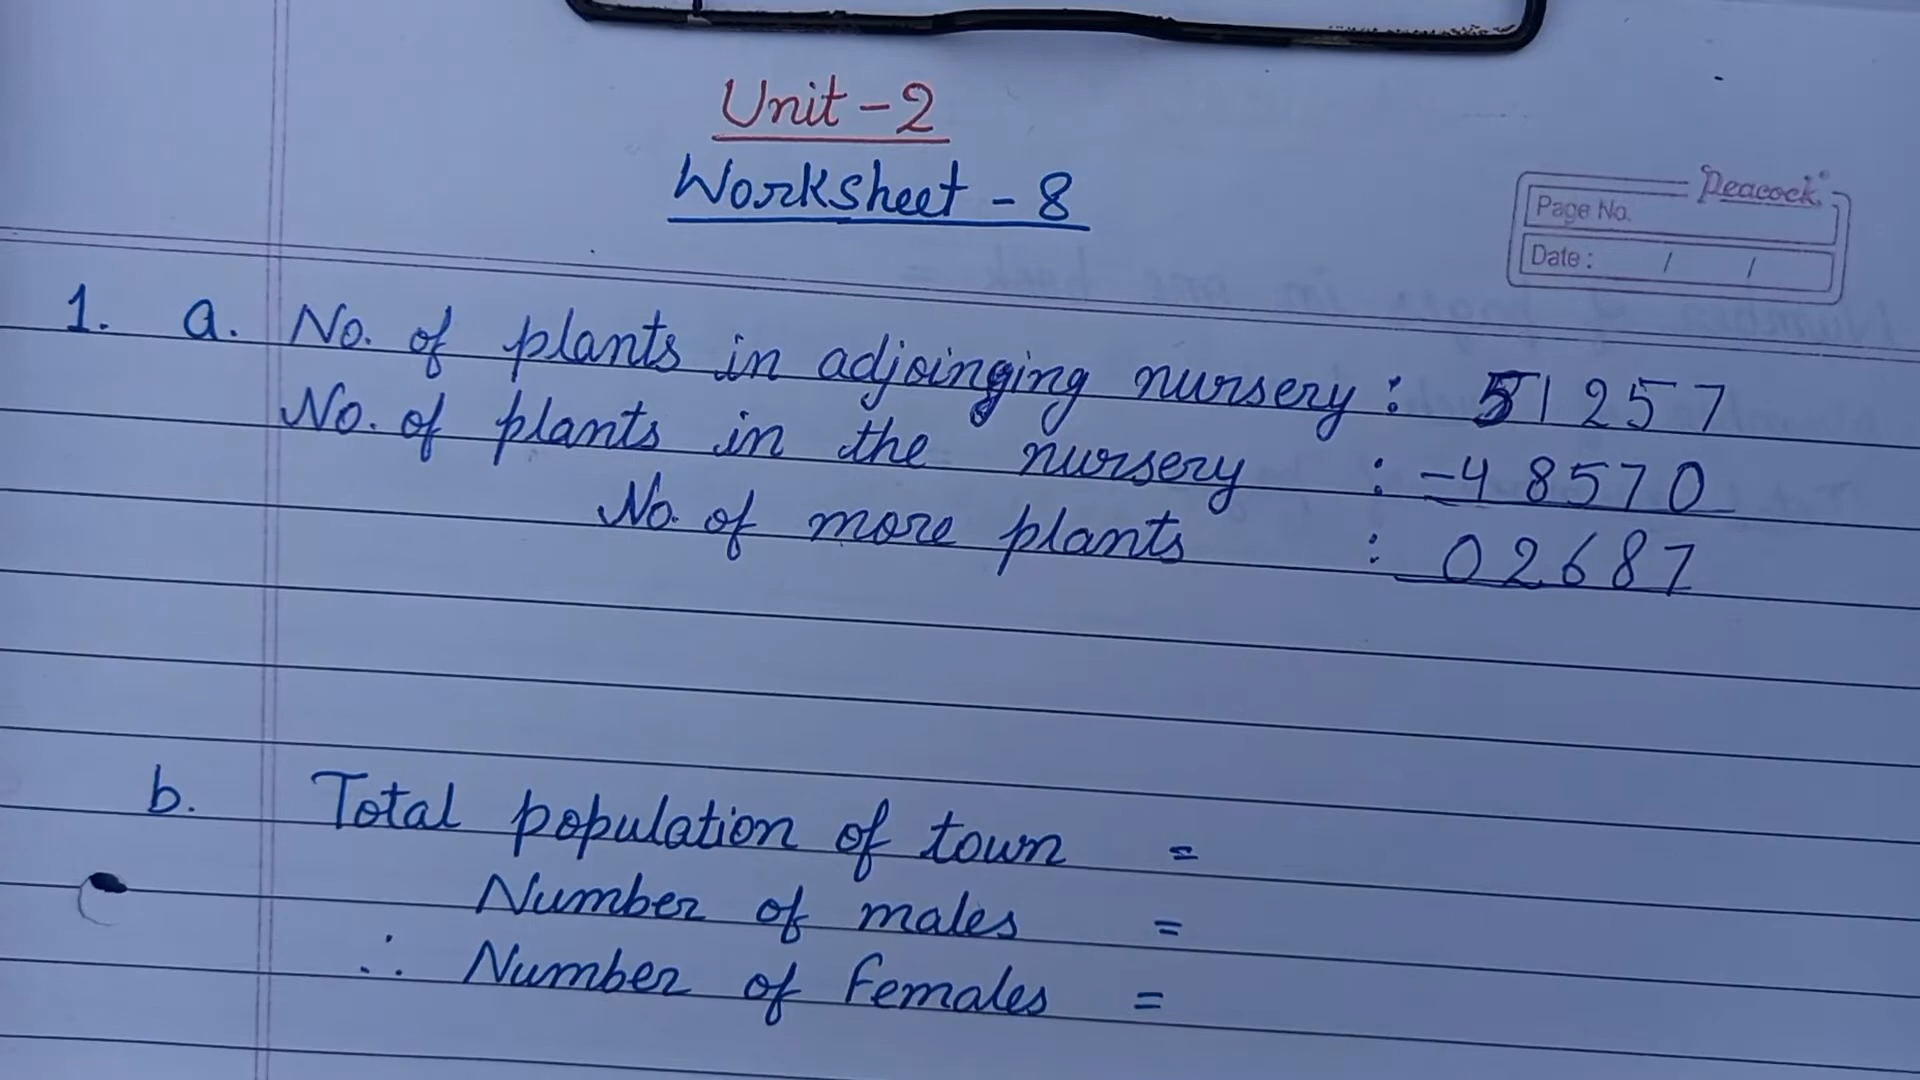 Unit-2
Worksheet-8
Peacock
Page No.
Date: / /
1. a. No. of plants in adjoinging nursery: 51257
No. of plants in the nursery : -48570
No. of more plants : 02687
b. Total population of town =
Number of males =
∴ Number of Females =